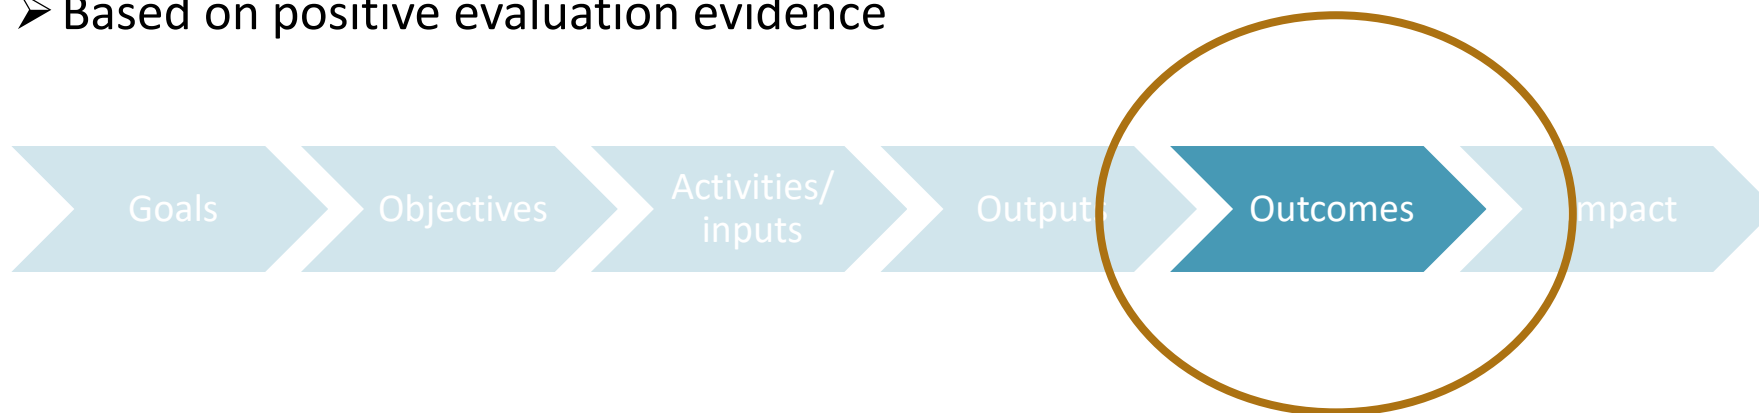 ➢ Based on positive evaluation evidence
Goals
Objectives
Activities/
inputs
Outputs
Outcomes
Impact